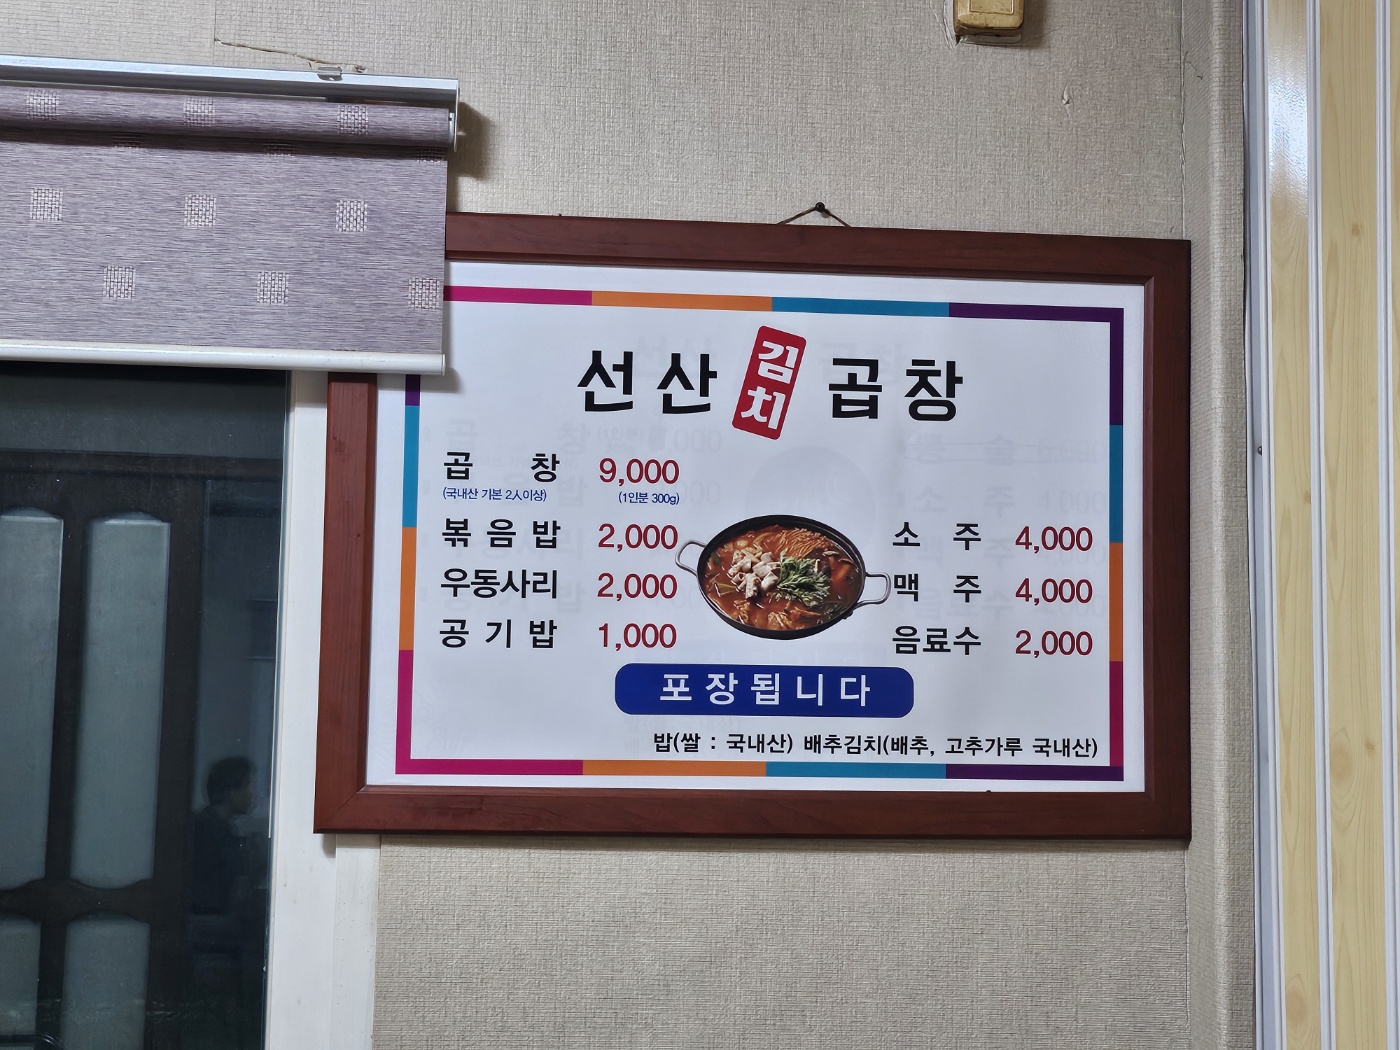 선산 김치 곱창
곱 창 9,000
(국내산 기본 2人이상) (1인분 300g)
볶음밥 2,000
우동사리 2,000
공기밥 1,000
소 주 4,000
맥 주 4,000
음료수 2,000
포장됩니다
밥(쌀 : 국내산) 배추김치(배추, 고추가루 국내산)